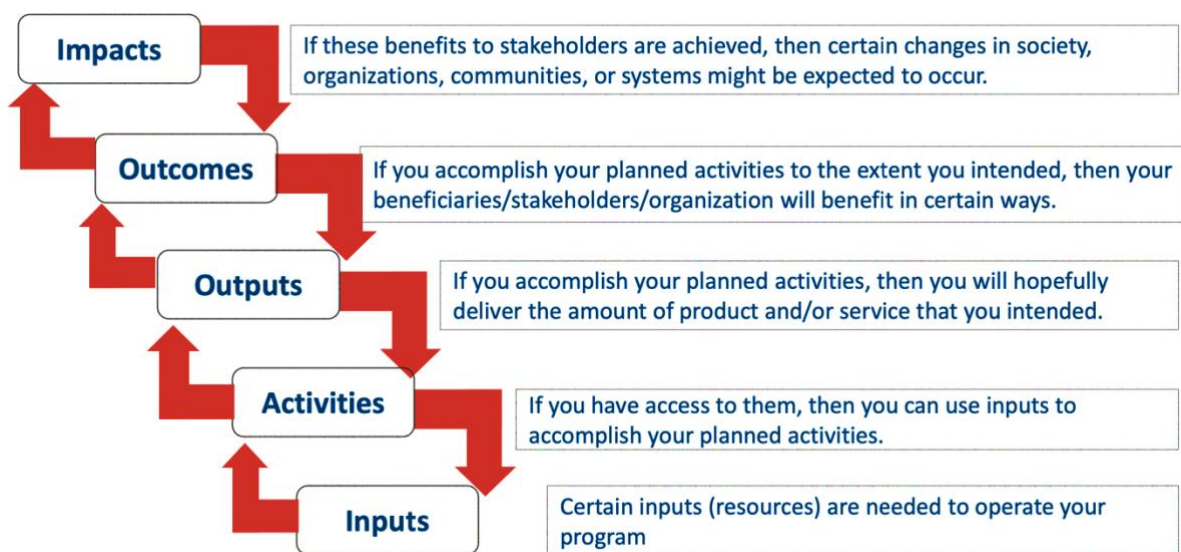 Impacts
If these benefits to stakeholders are achieved, then certain changes in society,
organizations, communities, or systems might be expected to occur.
Outcomes
If you accomplish your planned activities to the extent you intended, then your
beneficiaries/stakeholders/organization will benefit in certain ways.
Outputs
If you accomplish your planned activities, then you will hopefully
deliver the amount of product and/or service that you intended.
Activities
If you have access to them, then you can use inputs to
accomplish your planned activities.
Inputs
Certain inputs (resources) are needed to operate your
program